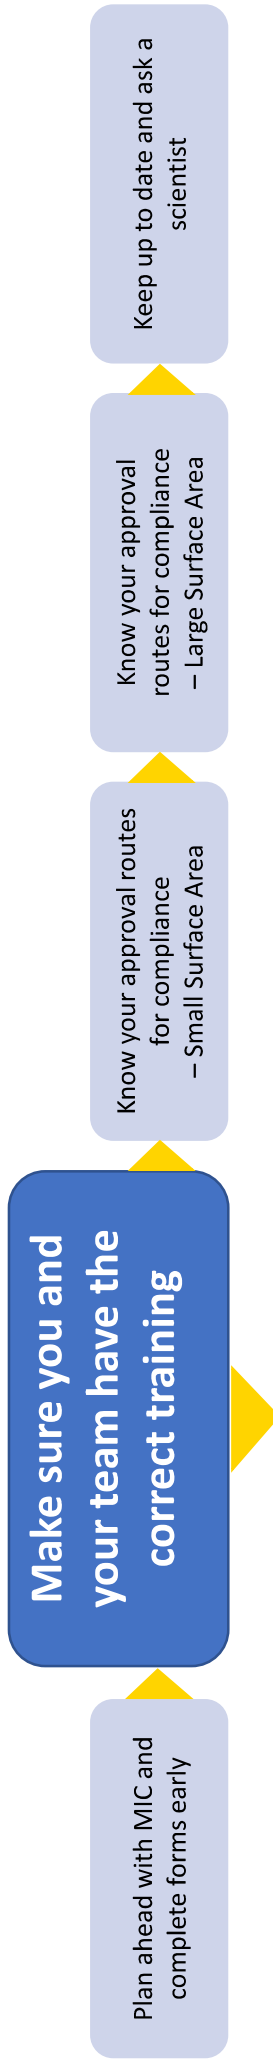 Plan ahead with MIC and
complete forms early
Make sure you and
your team have the
correct training
Know your approval routes
for compliance
– Small Surface Area
Know your approval
routes for compliance
– Large Surface Area
Keep up to date and ask a
scientist